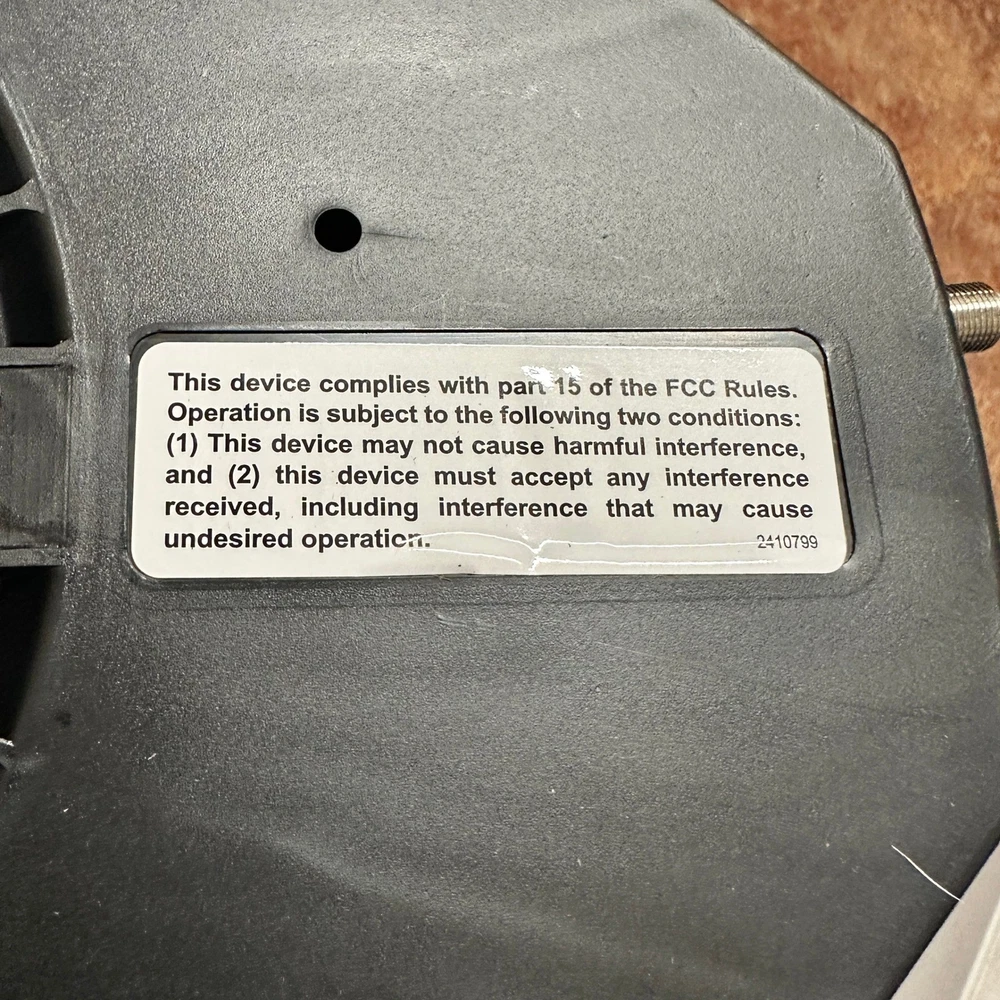 This device complies with part 15 of the FCC Rules.
Operation is subject to the following two conditions:
(1) This device may not cause harmful interference,
and (2) this device must accept any interference
received, including interference that may cause
undesired operation.
2410799